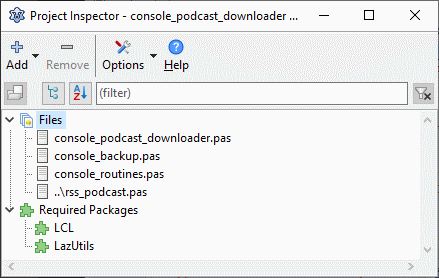 Project Inspector - console_podcast_downloader ...
Add Remove Options Help
(filter)
Files
console_podcast_downloader.pas
console_backup.pas
console_routines.pas
..\rss_podcast.pas
Required Packages
LCL
LazUtils